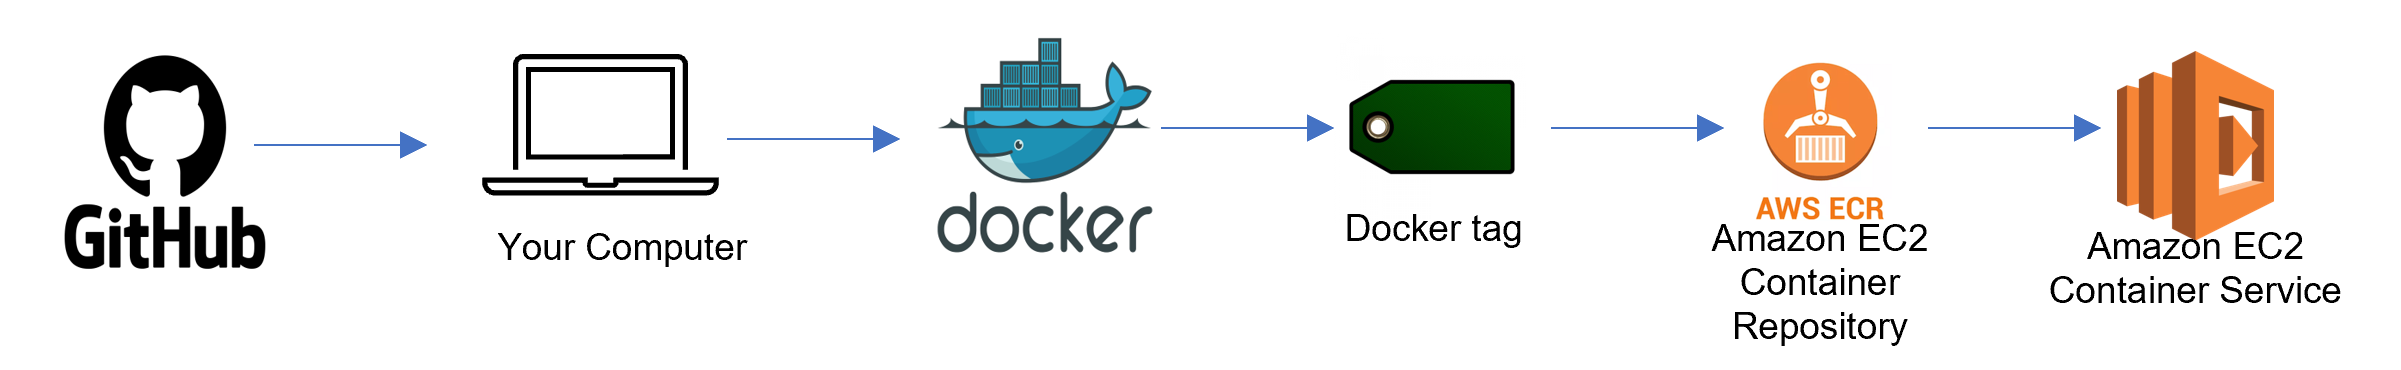 GitHub
Your Computer
docker
Docker tag
AWS ECR
Amazon EC2
Container
Repository
Amazon EC2
Container Service